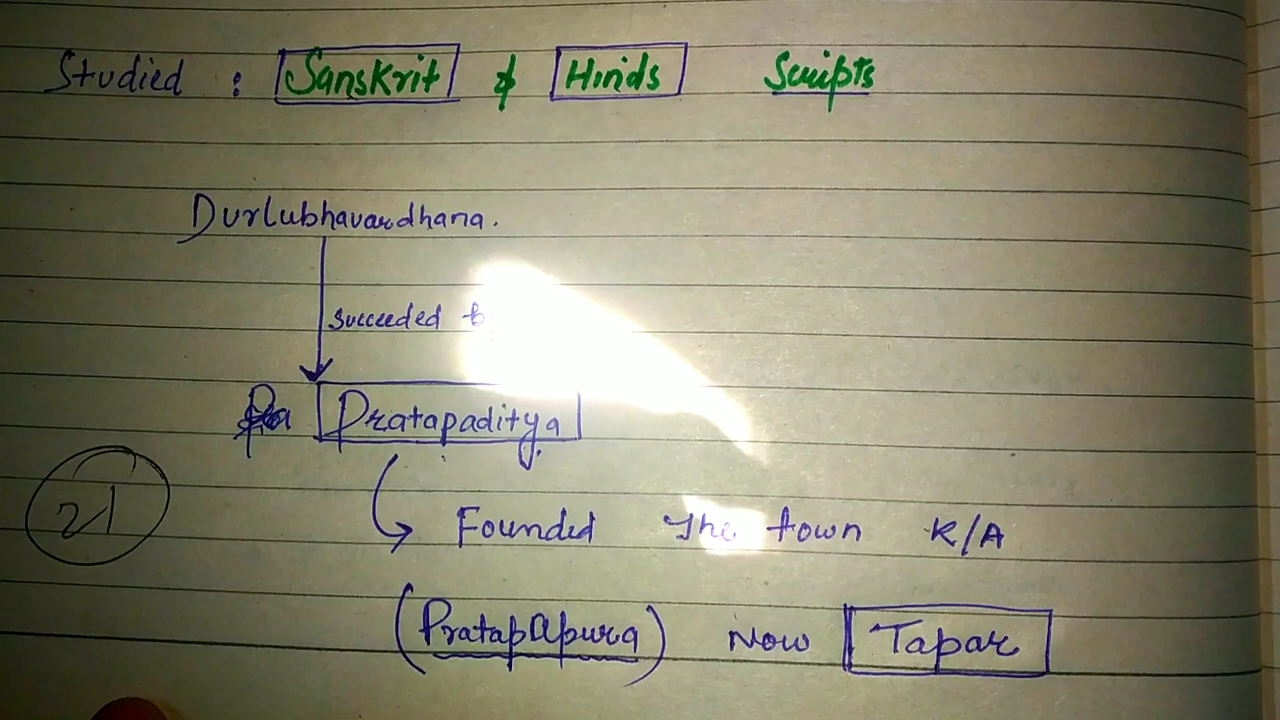 Studied : Sanskrit & Hinds Scripts
Durlubhavardhana.
succeeded b
Pratapaditya
21
Founded The town K/A
(Pratapapura) Now Tapar